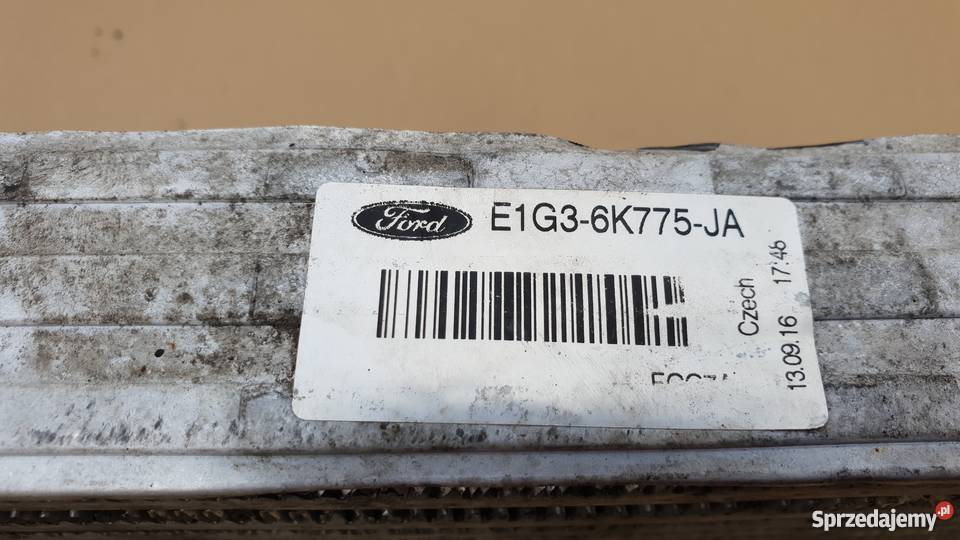 Ford E1G3-6K775-JA
Czech
13.09.16 17:46
Sprzedajemy.pl